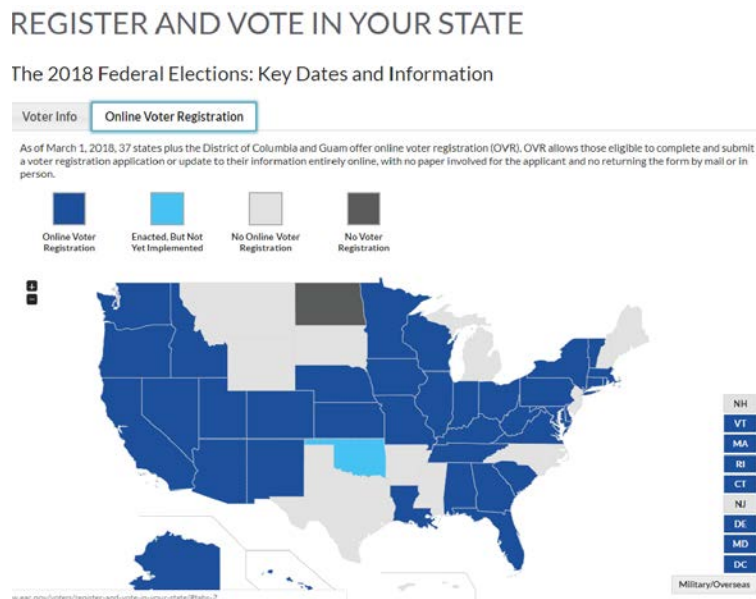 REGISTER AND VOTE IN YOUR STATE
The 2018 Federal Elections: Key Dates and Information
Voter Info
Online Voter Registration
As of March 1, 2018, 37 states plus the District of Columbia and Guam offer online voter registration (OVR). OVR allows those eligible to complete and submit
a voter registration application or update to their information entirely online, with no paper involved for the applicant and no returning the form by mail or in
person.
Online Voter
Registration
Enacted, But Not
Yet Implemented
No Online Voter
Registration
No Voter
Registration
+
-
NH
VT
MA
RI
CT
NJ
DE
MD
DC
Military/Overseas